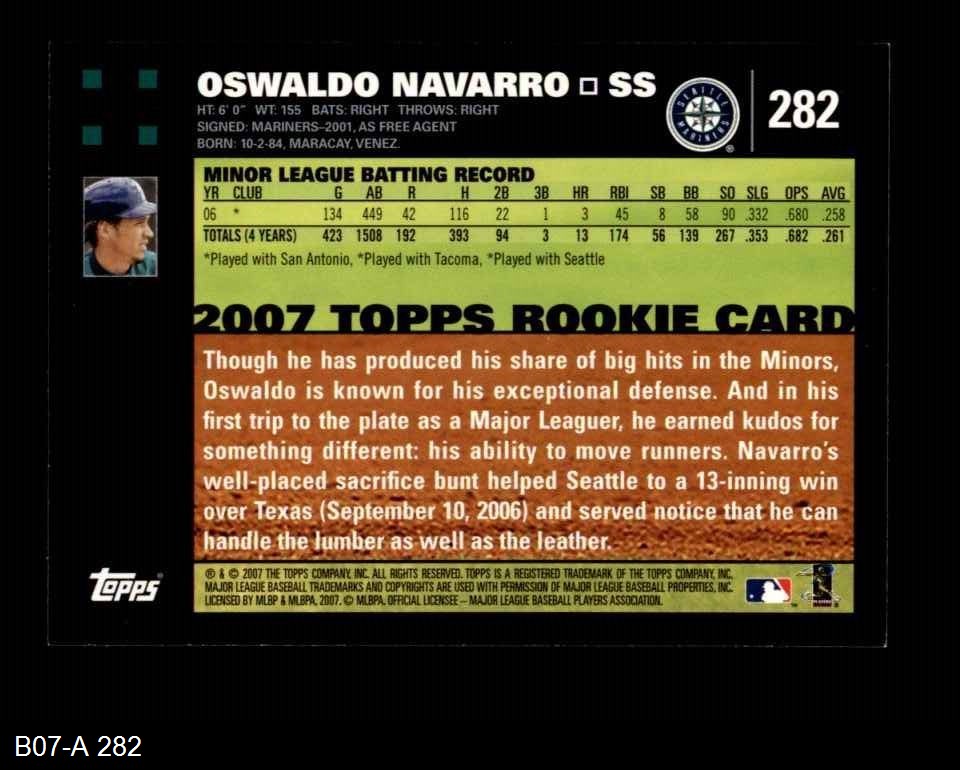 OSWALDO NAVARRO □ SS
282
HT: 6' 0" WT: 155 BATS: RIGHT THROWS: RIGHT
SIGNED: MARINERS–2001, AS FREE AGENT
BORN: 10-2-84, MARACAY, VENEZ.
SEATTLE MARINERS ®
MINOR LEAGUE BATTING RECORD
YR CLUB G AB R H 2B 3B HR RBI SB BB SO SLG OPS AVG
06 * 134 449 42 116 22 1 3 45 8 58 90 .332 .680 .258
TOTALS (4 YEARS) 423 1508 192 393 94 3 13 174 56 139 267 .353 .682 .261
*Played with San Antonio, *Played with Tacoma, *Played with Seattle
2007 TOPPS ROOKIE CARD
Though he has produced his share of big hits in the Minors,
Oswaldo is known for his exceptional defense. And in his
first trip to the plate as a Major Leaguer, he earned kudos for
something different: his ability to move runners. Navarro's
well-placed sacrifice bunt helped Seattle to a 13-inning win
over Texas (September 10, 2006) and served notice that he can
handle the lumber as well as the leather.
topps
® & © 2007 THE TOPPS COMPANY, INC. ALL RIGHTS RESERVED. TOPPS IS A REGISTERED TRADEMARK OF THE TOPPS COMPANY, INC.
MAJOR LEAGUE BASEBALL TRADEMARKS AND COPYRIGHTS ARE USED WITH PERMISSION OF MAJOR LEAGUE BASEBALL PROPERTIES, INC.
LICENSED BY MLBP & MLBPA, 2007. © MLBPA. OFFICIAL LICENSEE – MAJOR LEAGUE BASEBALL PLAYERS ASSOCIATION.
B07-A 282